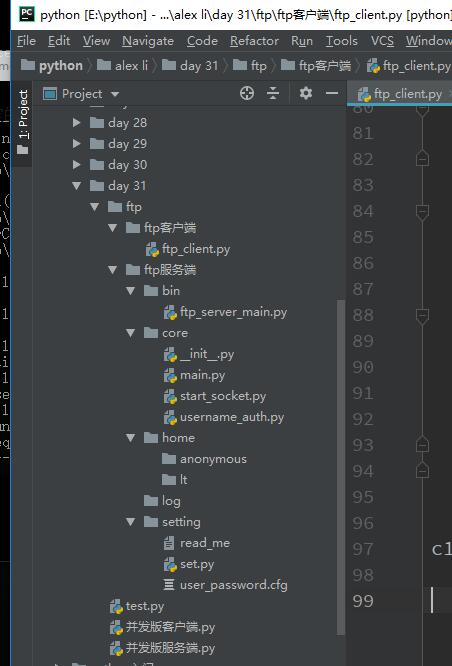 python [E:\python] - ...\alex li\day 31\ftp\ftp客户端\ftp_client.py [python]
File Edit View Navigate Code Refactor Run Tools VCS Window
python alex li day 31 ftp ftp客户端 ftp_client.py
1: Project
Project
ftp_client.py
day 28
day 29
day 30
day 31
ftp
ftp客户端
ftp_client.py
ftp服务端
bin
ftp_server_main.py
core
__init__.py
main.py
start_socket.py
username_auth.py
home
anonymous
lt
log
setting
read_me
set.py
user_password.cfg
test.py
并发版客户端.py
并发版服务端.py
80
81
82
83
84
85
86
87
88
89
90
91
92
93
94
95
96
97 cl
98
99